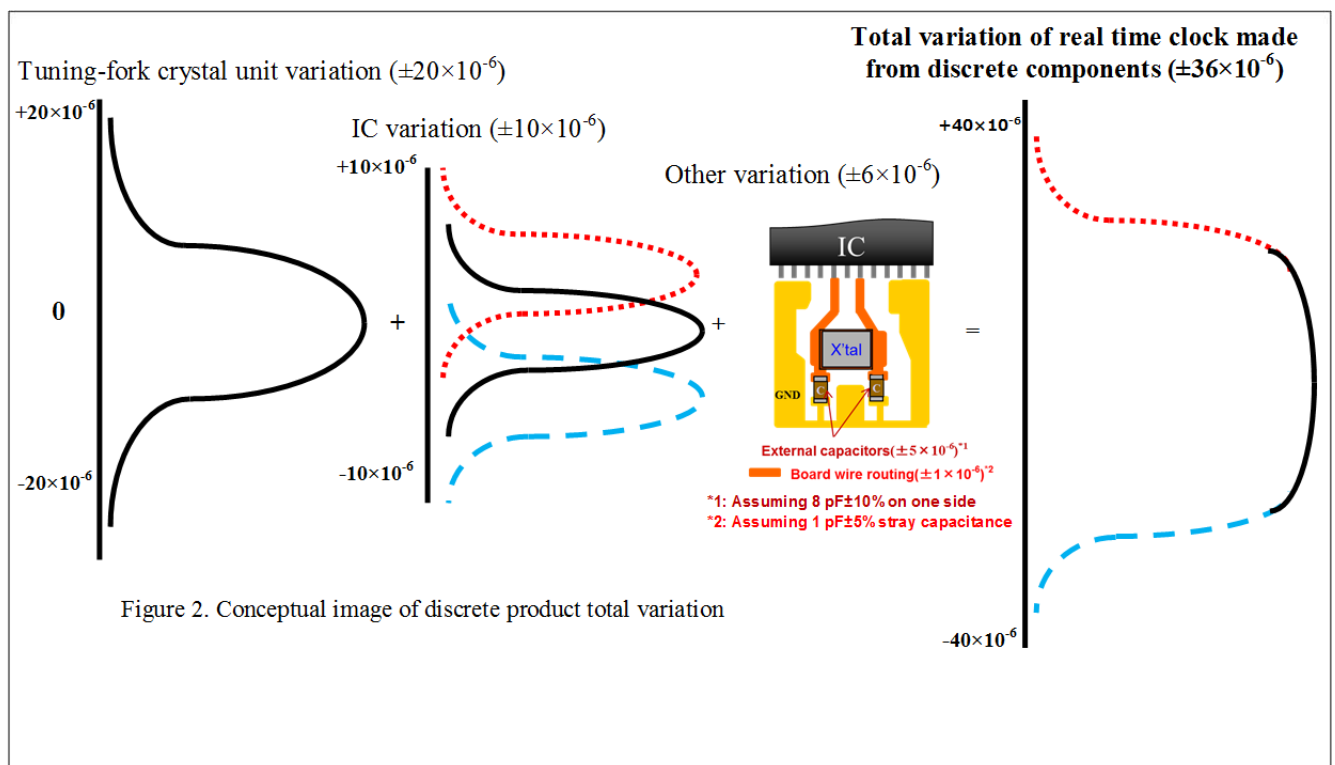 Total variation of real time clock made
from discrete components (±36×10⁻⁶)
Tuning-fork crystal unit variation (±20×10⁻⁶)
+20×10⁻⁶
0
-20×10⁻⁶
+
IC variation (±10×10⁻⁶)
+10×10⁻⁶
-10×10⁻⁶
+
Other variation (±6×10⁻⁶)
IC
X'tal
C
C
GND
External capacitors(±5×10⁻⁶)*¹
Board wire routing(±1×10⁻⁶)*²
*1: Assuming 8 pF±10% on one side
*2: Assuming 1 pF±5% stray capacitance
=
+40×10⁻⁶
-40×10⁻⁶
Figure 2. Conceptual image of discrete product total variation